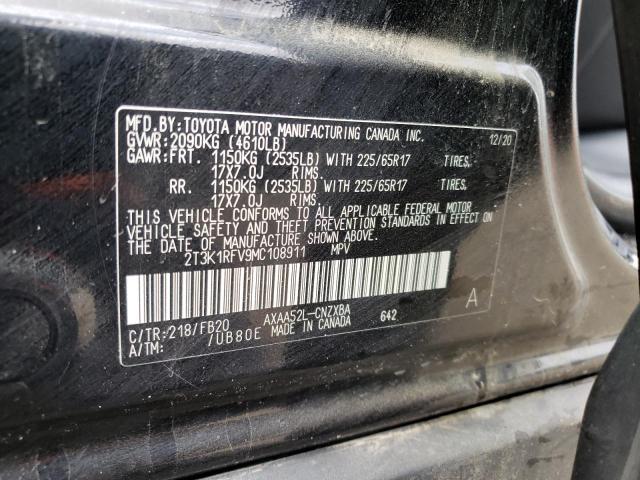 MFD.BY:TOYOTA MOTOR MANUFACTURING CANADA INC. 12/20
GVWR:2090KG (4610LB)
GAWR:FRT. 1150KG (2535LB) WITH 225/65R17 TIRES,
17X7.0J RIMS.
RR. 1150KG (2535LB) WITH 225/65R17 TIRES,
17X7.0J RIMS.
THIS VEHICLE CONFORMS TO ALL APPLICABLE FEDERAL MOTOR
VEHICLE SAFETY AND THEFT PREVENTION STANDARDS IN EFFECT
ON THE DATE OF MANUFACTURE SHOWN ABOVE.
2T3K1RFV9MC108911 MPV
A
AXAA52L-CNZXBA 642
C/TR:218/FB20 MADE IN CANADA
A/TM: /UB80E